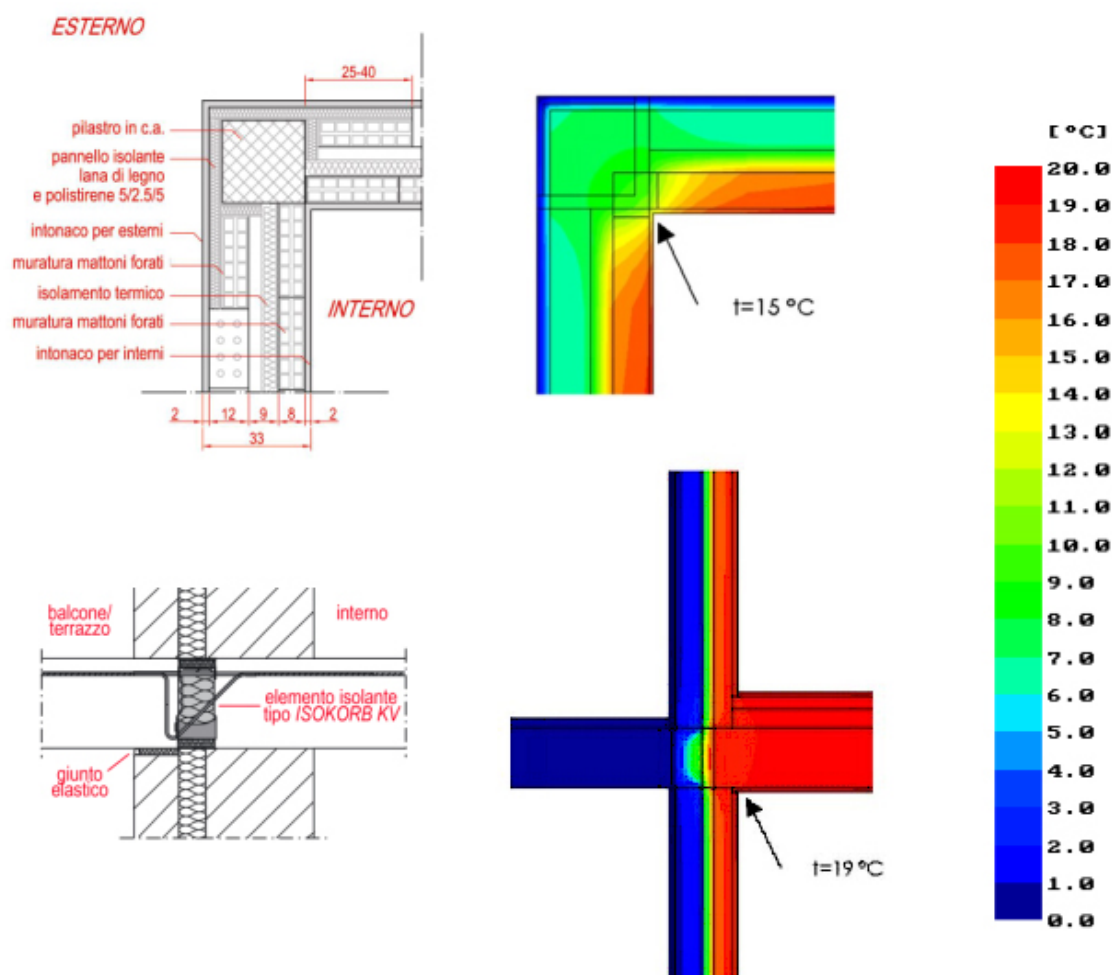 ESTERNO
25-40
pilastro in c.a.
pannello isolante
lana di legno
e polistirene 5/2.5/5
intonaco per esterni
muratura mattoni forati
isolamento termico
muratura mattoni forati
intonaco per interni
INTERNO
2 12 9 8 2
33
t=15 °C
balcone/
terrazzo
interno
elemento isolante
tipo ISOKORB KV
giunto
elastico
t=19 °C
[ °C]
20.0
19.0
18.0
17.0
16.0
15.0
14.0
13.0
12.0
11.0
10.0
9.0
8.0
7.0
6.0
5.0
4.0
3.0
2.0
1.0
0.0